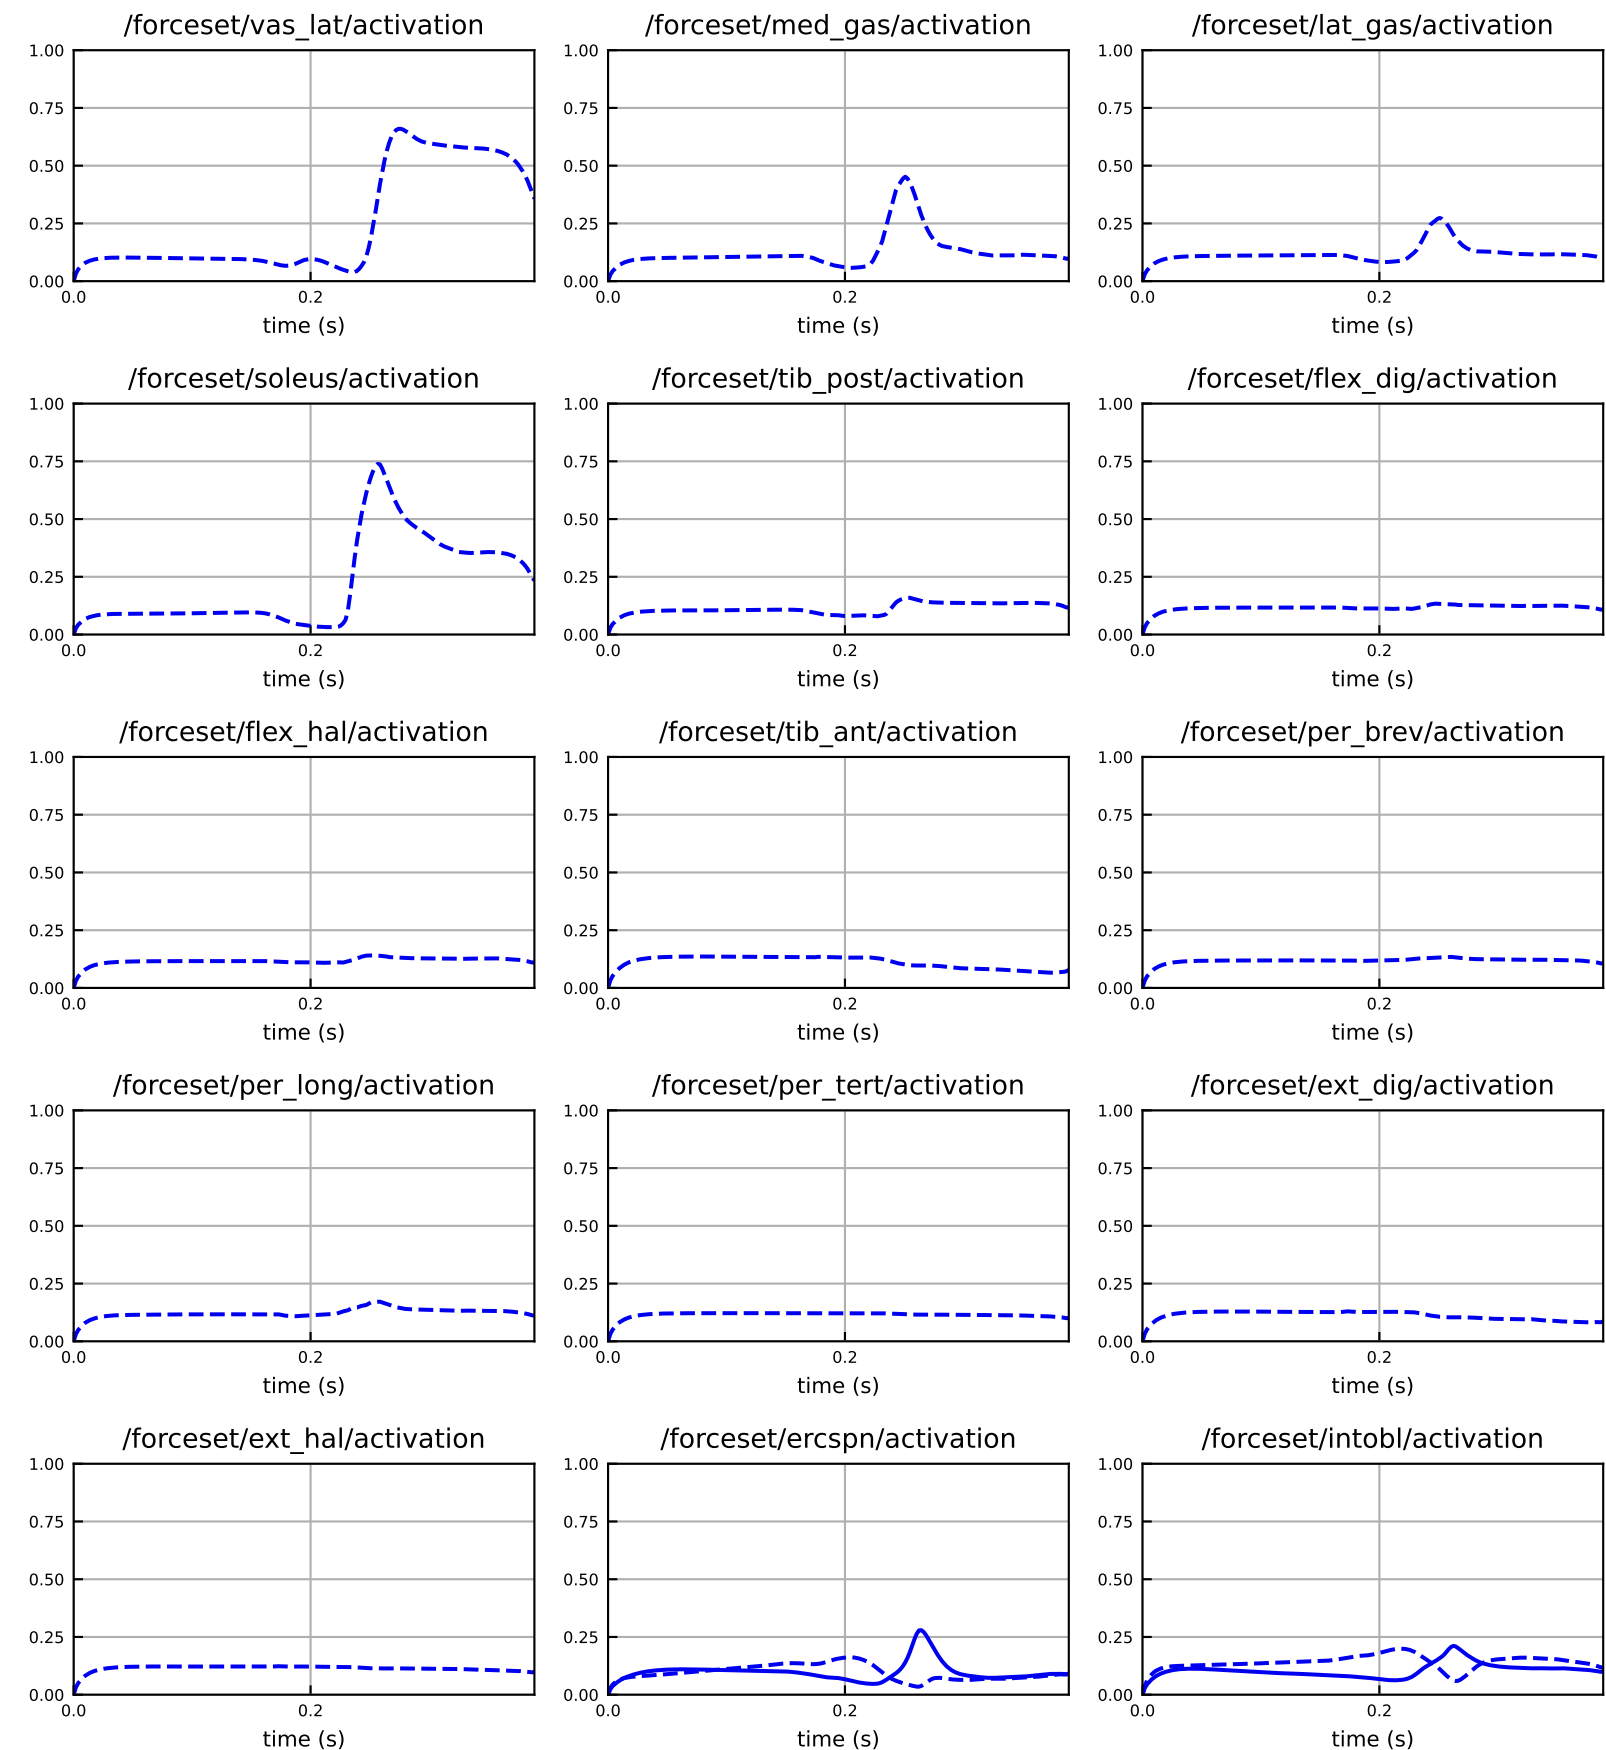 /forceset/vas_lat/activation /forceset/med_gas/activation /forceset/lat_gas/activation
1.00 1.00 1.00
0.75 0.75 0.75
0.50 0.50 0.50
0.25 0.25 0.25
0.00 0.00 0.00
0.0 0.2 0.0 0.2 0.0 0.2
time (s) time (s) time (s)
/forceset/soleus/activation /forceset/tib_post/activation /forceset/flex_dig/activation
1.00 1.00 1.00
0.75 0.75 0.75
0.50 0.50 0.50
0.25 0.25 0.25
0.00 0.00 0.00
0.0 0.2 0.0 0.2 0.0 0.2
time (s) time (s) time (s)
/forceset/flex_hal/activation /forceset/tib_ant/activation /forceset/per_brev/activation
1.00 1.00 1.00
0.75 0.75 0.75
0.50 0.50 0.50
0.25 0.25 0.25
0.00 0.00 0.00
0.0 0.2 0.0 0.2 0.0 0.2
time (s) time (s) time (s)
/forceset/per_long/activation /forceset/per_tert/activation /forceset/ext_dig/activation
1.00 1.00 1.00
0.75 0.75 0.75
0.50 0.50 0.50
0.25 0.25 0.25
0.00 0.00 0.00
0.0 0.2 0.0 0.2 0.0 0.2
time (s) time (s) time (s)
/forceset/ext_hal/activation /forceset/ercspn/activation /forceset/intobl/activation
1.00 1.00 1.00
0.75 0.75 0.75
0.50 0.50 0.50
0.25 0.25 0.25
0.00 0.00 0.00
0.0 0.2 0.0 0.2 0.0 0.2
time (s) time (s) time (s)